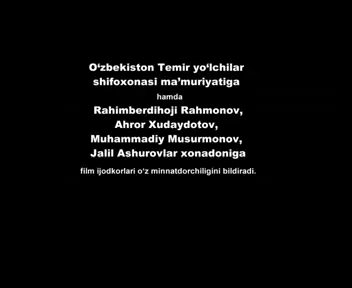 O‘zbekiston Temir yo‘lchilar
shifoxonasi ma’muriyatiga
hamda
Rahimberdihoji Rahmonov,
Ahror Xudaydotov,
Muhammadiy Musurmonov,
Jalil Ashurovlar xonadoniga
film ijodkorlari o‘z minnatdorchiligini bildiradi.